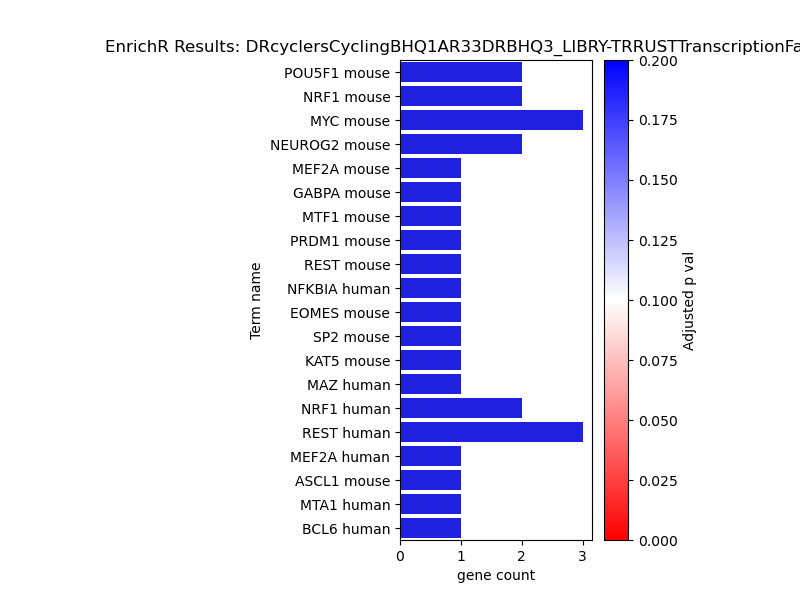 EnrichR Results: DRcyclersCyclingBHQ1AR33DRBHQ3_LIBRY-TRRUSTTranscriptionFa
POU5F1 mouse
NRF1 mouse
MYC mouse
NEUROG2 mouse
MEF2A mouse
GABPA mouse
MTF1 mouse
PRDM1 mouse
REST mouse
NFKBIA human
EOMES mouse
SP2 mouse
KAT5 mouse
MAZ human
NRF1 human
REST human
MEF2A human
ASCL1 mouse
MTA1 human
BCL6 human
Term name
0 1 2 3
gene count
0.200
0.175
0.150
0.125
0.100
0.075
0.050
0.025
0.000
Adjusted p val